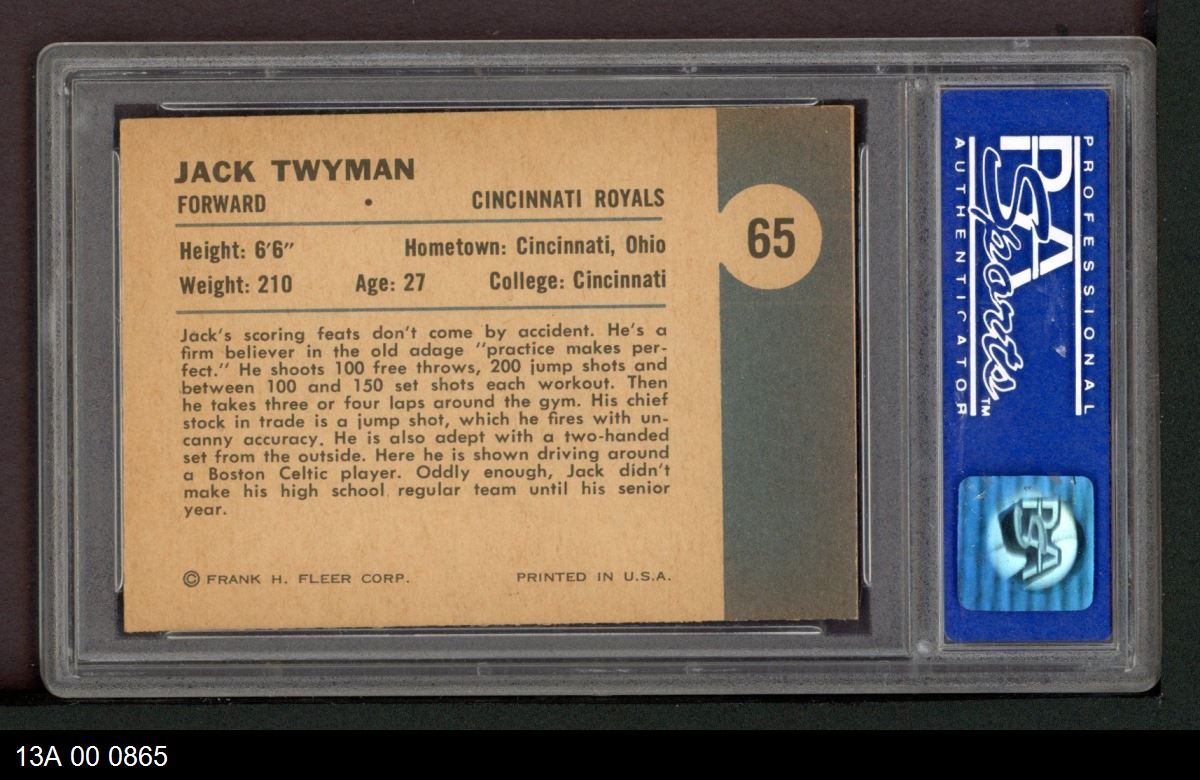 JACK TWYMAN
FORWARD • CINCINNATI ROYALS
Height: 6'6" Hometown: Cincinnati, Ohio
Weight: 210 Age: 27 College: Cincinnati
65
Jack's scoring feats don't come by accident. He's a
firm believer in the old adage "practice makes per-
fect." He shoots 100 free throws, 200 jump shots and
between 100 and 150 set shots each workout. Then
he takes three or four laps around the gym. His chief
stock in trade is a jump shot, which he fires with un-
canny accuracy. He is also adept with a two-handed
set from the outside. Here he is shown driving around
a Boston Celtic player. Oddly enough, Jack didn't
make his high school regular team until his senior
year.
© FRANK H. FLEER CORP. PRINTED IN U.S.A.
PROFESSIONAL
PSA
Sports™
AUTHENTICATOR
PSA
13A 00 0865